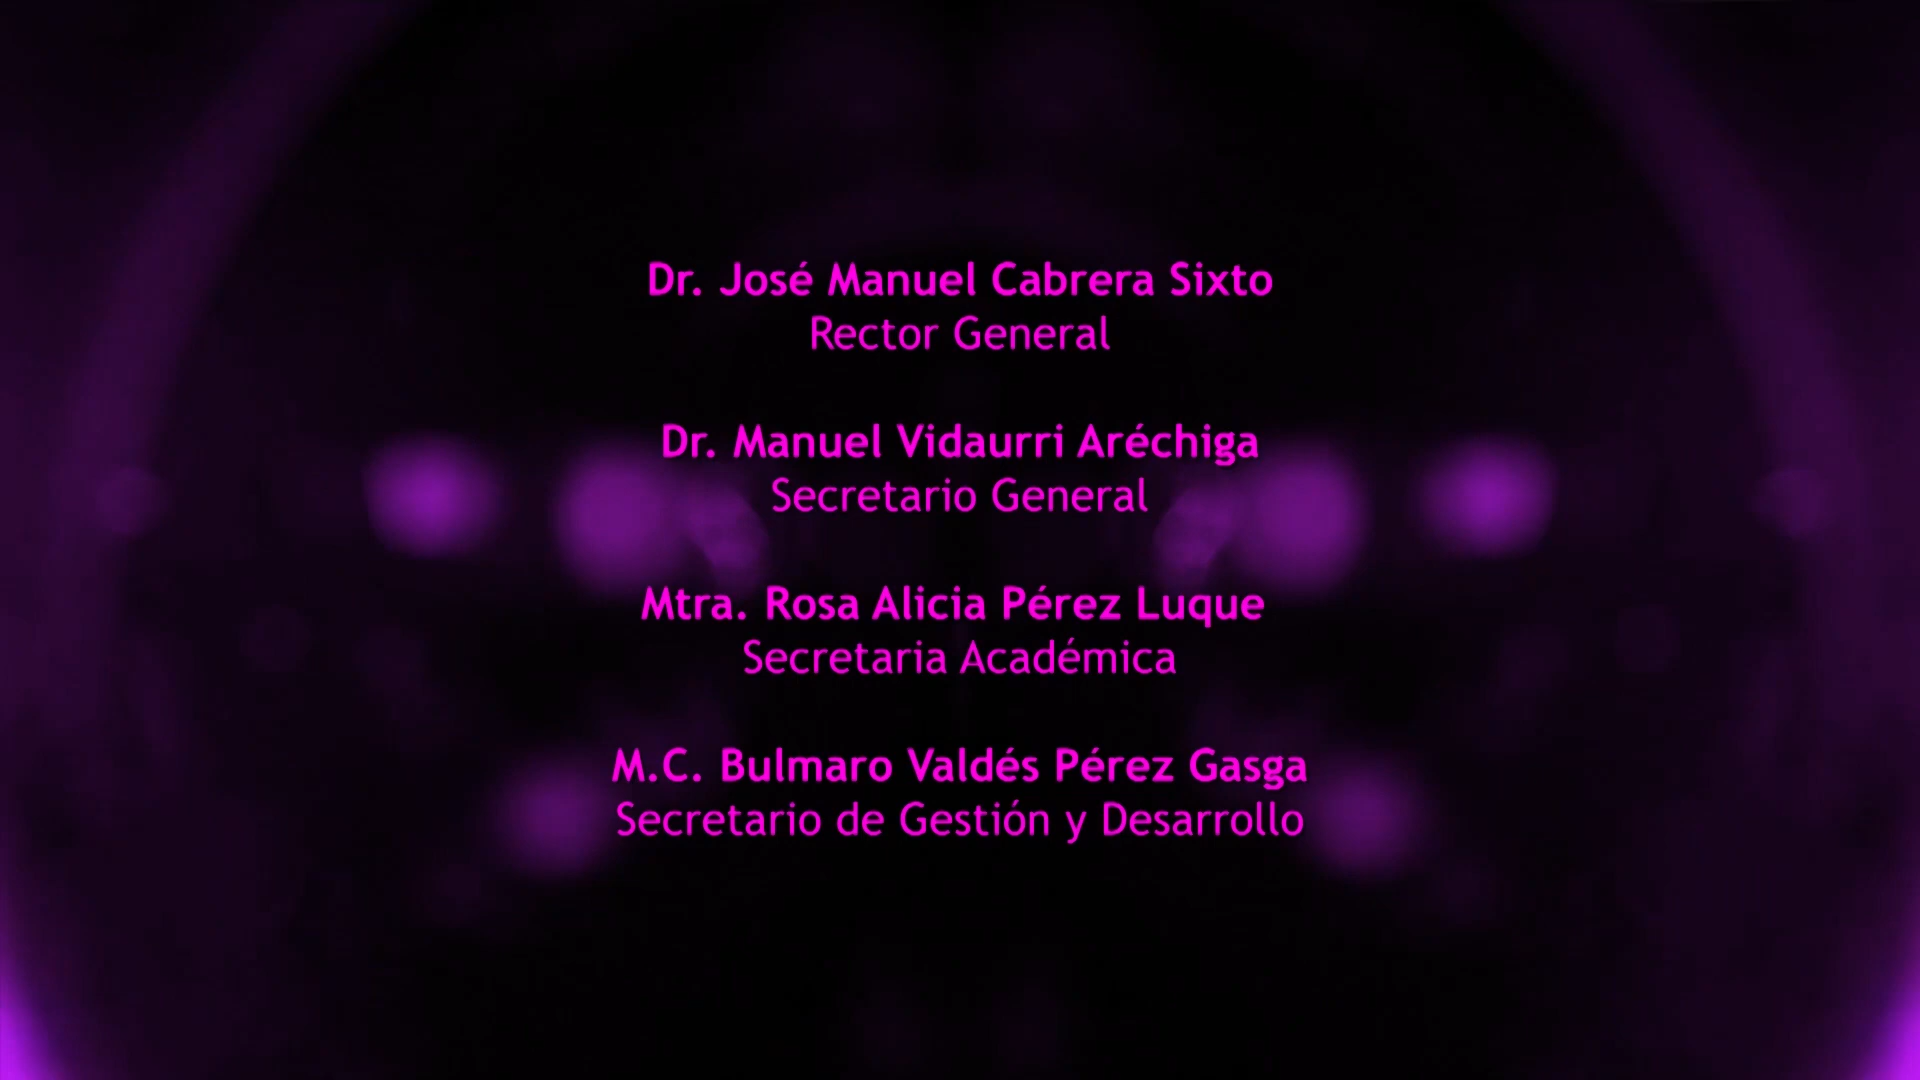 Dr. José Manuel Cabrera Sixto
Rector General
Dr. Manuel Vidaurri Aréchiga
Secretario General
Mtra. Rosa Alicia Pérez Luque
Secretaria Académica
M.C. Bulmaro Valdés Pérez Gasga
Secretario de Gestión y Desarrollo